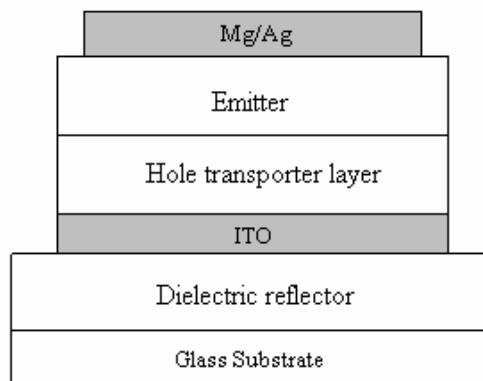 Mg/Ag
Emitter
Hole transporter layer
ITO
Dielectric reflector
Glass Substrate